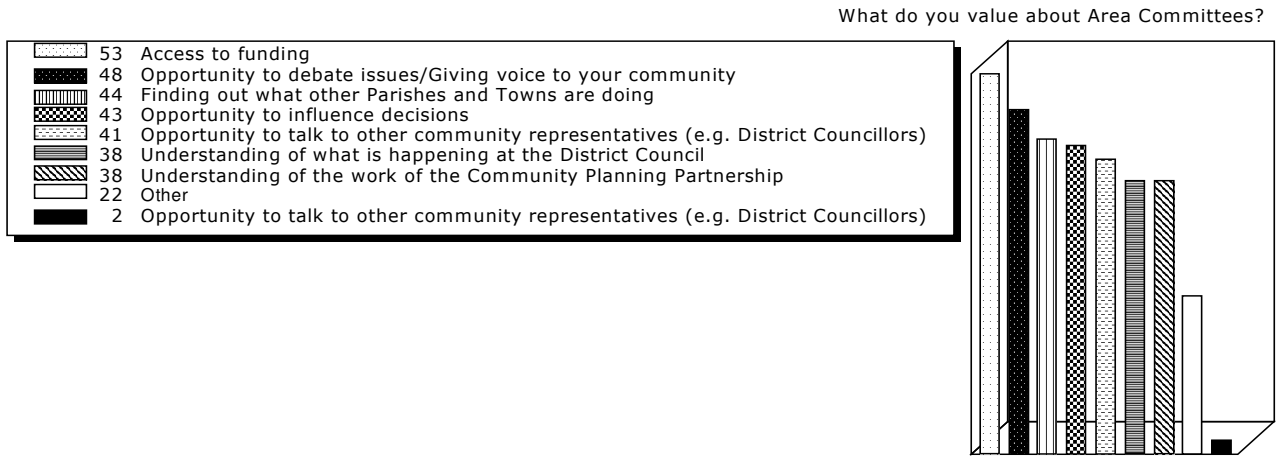 What do you value about Area Committees?
53 Access to funding
48 Opportunity to debate issues/Giving voice to your community
44 Finding out what other Parishes and Towns are doing
43 Opportunity to influence decisions
41 Opportunity to talk to other community representatives (e.g. District Councillors)
38 Understanding of what is happening at the District Council
38 Understanding of the work of the Community Planning Partnership
22 Other
2 Opportunity to talk to other community representatives (e.g. District Councillors)